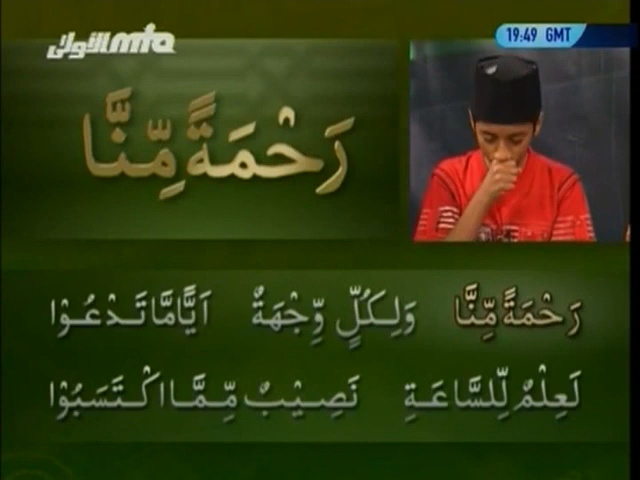 mta الأولى
19:49 GMT
رَحْمَةً مِّنَّا
رَحْمَةً مِّنَّا وَلِكُلٍّ وِّجْهَةٌ اَيًّامَّا تَدْعُوْا
لَعِلْمٌ لِّلسَّاعَةِ نَصِيْبٌ مِّمَّا اكْتَسَبُوْا